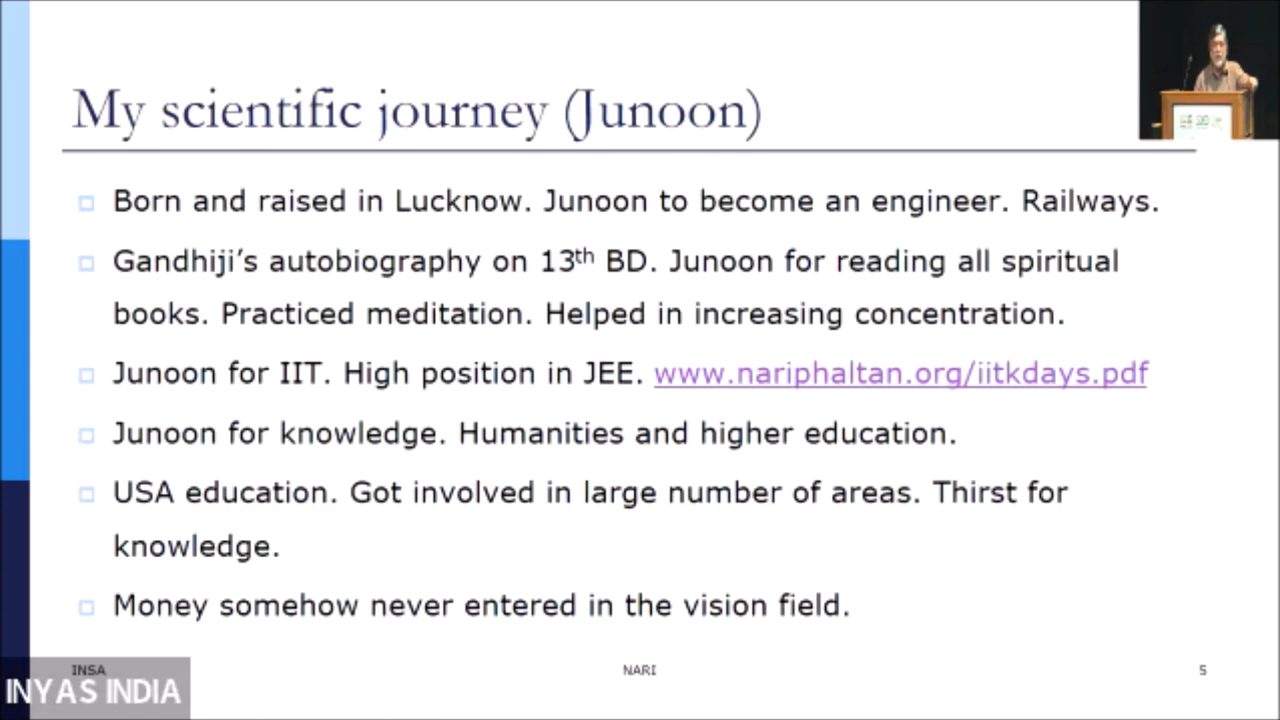 My scientific journey (Junoon)
Born and raised in Lucknow. Junoon to become an engineer. Railways.
Gandhiji’s autobiography on 13th BD. Junoon for reading all spiritual
books. Practiced meditation. Helped in increasing concentration.
Junoon for IIT. High position in JEE. www.nariphaltan.org/iitkdays.pdf
Junoon for knowledge. Humanities and higher education.
USA education. Got involved in large number of areas. Thirst for
knowledge.
Money somehow never entered in the vision field.
INSA NARI 5
INYAS INDIA